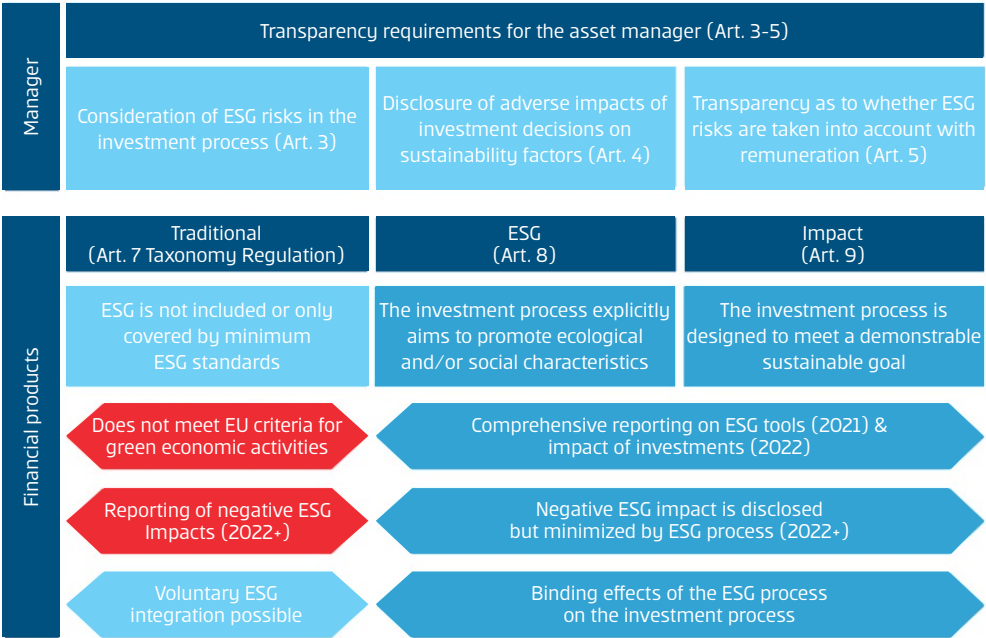 Manager
Transparency requirements for the asset manager (Art. 3-5)
Consideration of ESG risks in the
investment process (Art. 3)
Disclosure of adverse impacts of
investment decisions on
sustainability factors (Art. 4)
Transparency as to whether ESG
risks are taken into account with
remuneration (Art. 5)
Financial products
Traditional
(Art. 7 Taxonomy Regulation)
ESG
(Art. 8)
Impact
(Art. 9)
ESG is not included or only
covered by minimum
ESG standards
The investment process explicitly
aims to promote ecological
and/or social characteristics
The investment process is
designed to meet a demonstrable
sustainable goal
Does not meet EU criteria for
green economic activities
Comprehensive reporting on ESG tools (2021) &
impact of investments (2022)
Reporting of negative ESG
Impacts (2022+)
Negative ESG impact is disclosed
but minimized by ESG process (2022+)
Voluntary ESG
integration possible
Binding effects of the ESG process
on the investment process